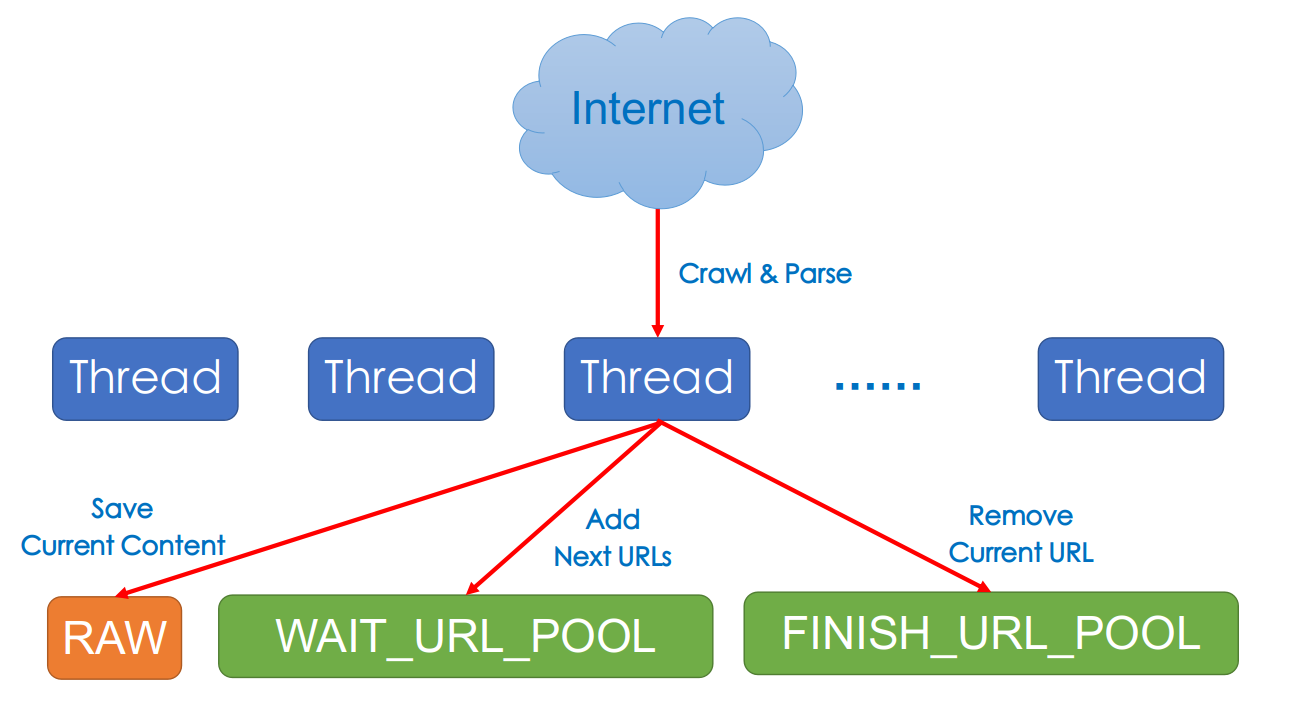 Internet
Crawl & Parse
Thread
Thread
Thread
......
Thread
Save
Current Content
Add
Next URLs
Remove
Current URL
RAW
WAIT_URL_POOL
FINISH_URL_POOL